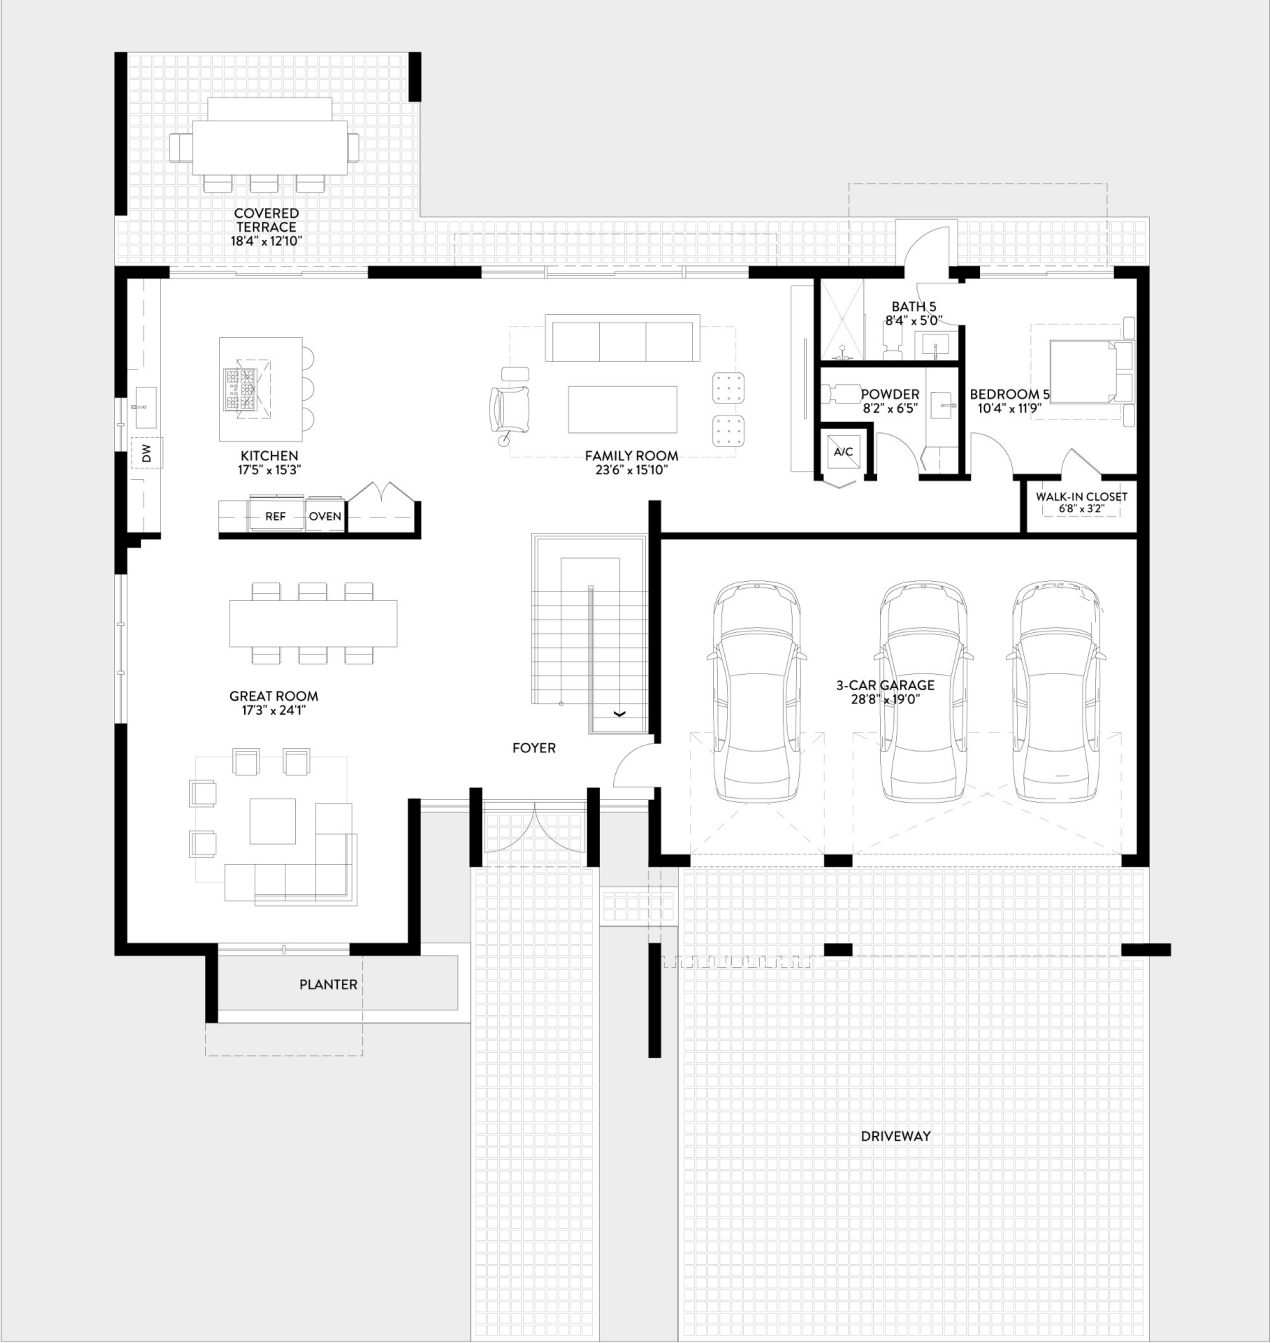 COVERED
TERRACE
18'4" x 12'10"
BATH 5
8'4" x 5'0"
POWDER
8'2" x 6'5"
BEDROOM 5
10'4" x 11'9"
A/C
DW
KITCHEN
17'5" x 15'3"
FAMILY ROOM
23'6" x 15'10"
WALK-IN CLOSET
6'8" x 3'2"
REF
OVEN
GREAT ROOM
17'3" x 24'1"
3-CAR GARAGE
28'8" x 19'0"
FOYER
PLANTER
DRIVEWAY